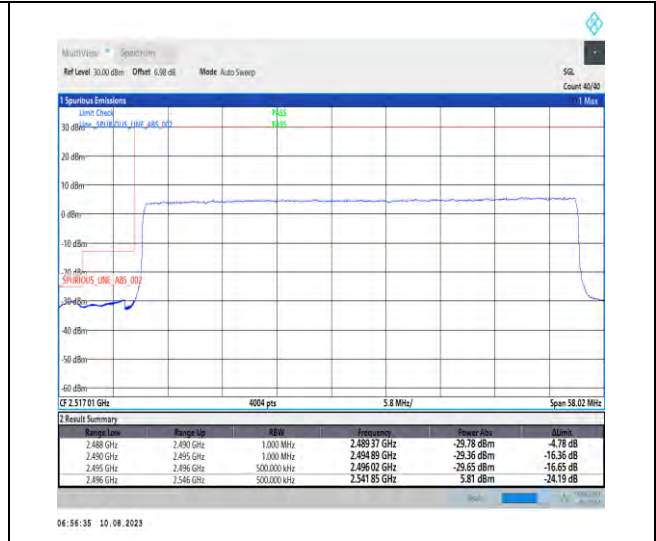 MultiView Spectrum
Ref Level 30.00 dBm Offset 6.98 dB Mode Auto Sweep SGL
Count 40/40
1 Spurious Emissions 1 Max
Limit Check PASS
30 dBm Line _SPURIOUS_LINE_ABS_002 PASS
20 dBm
10 dBm
0 dBm
-10 dBm
-20 dBm
SPURIOUS_LINE_ABS_002
-30 dBm
-40 dBm
-50 dBm
-60 dBm
CF 2.517 01 GHz 4004 pts 5.8 MHz/ Span 58.02 MHz
2 Result Summary
Range Low Range Up RBW Frequency Power Abs ΔLimit
2.488 GHz 2.490 GHz 1.000 MHz 2.489 37 GHz -29.78 dBm -4.78 dB
2.490 GHz 2.495 GHz 1.000 MHz 2.494 89 GHz -29.36 dBm -16.36 dB
2.495 GHz 2.496 GHz 500.000 kHz 2.496 02 GHz -29.65 dBm -16.65 dB
2.496 GHz 2.546 GHz 500.000 kHz 2.541 85 GHz 5.81 dBm -24.19 dB
06:56:35 10.08.2023